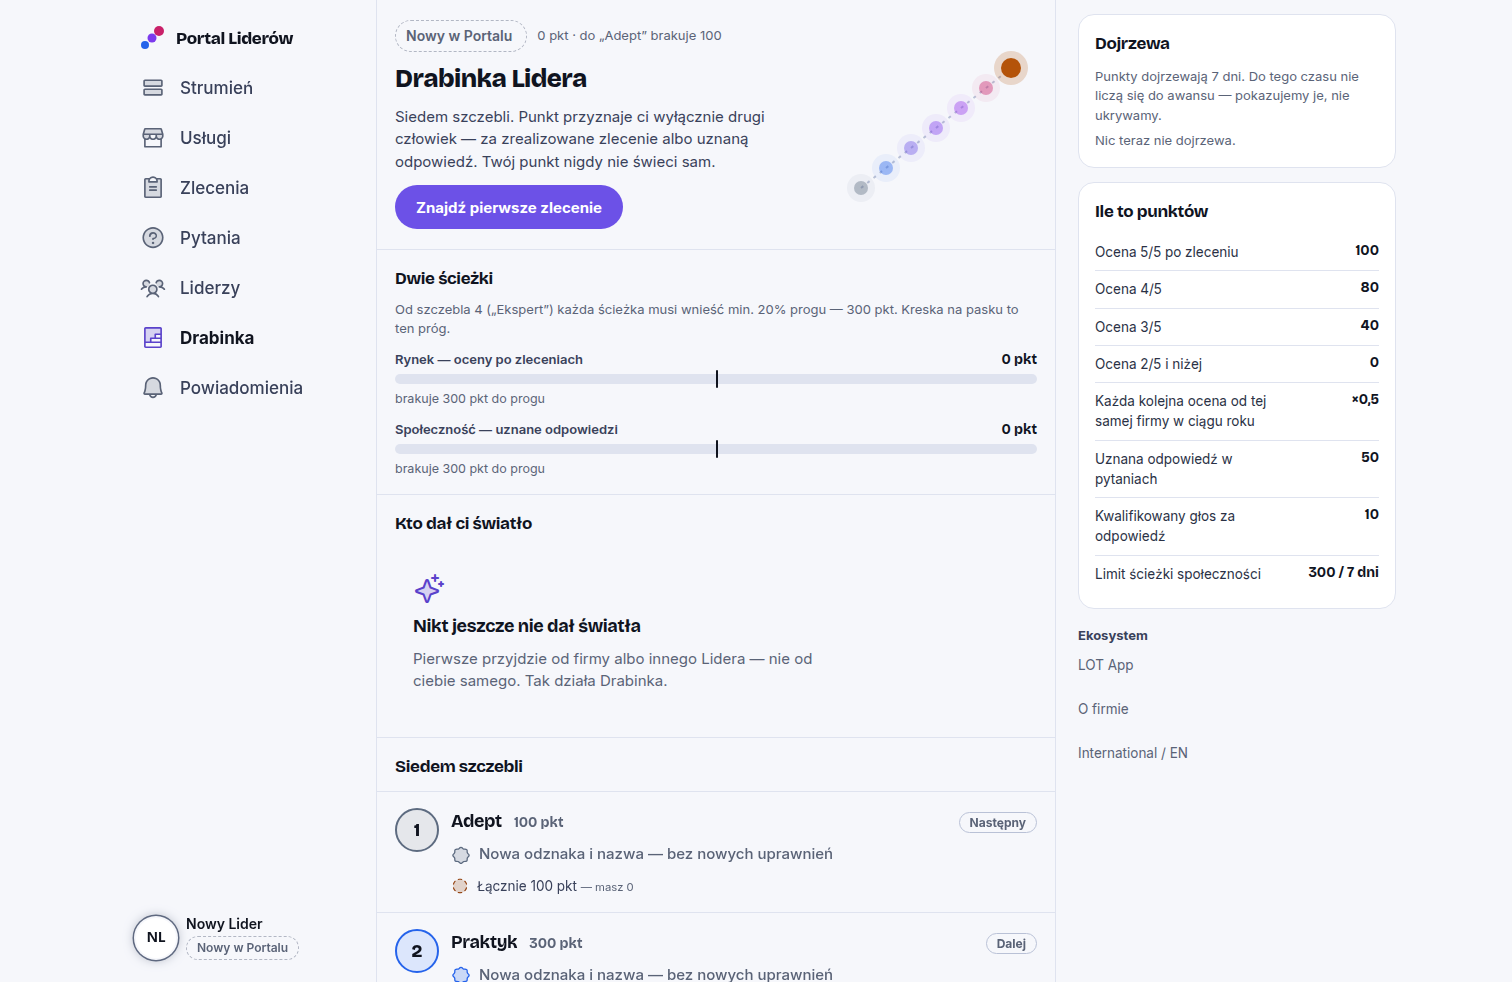 Portal Liderów
Strumień
Usługi
Zlecenia
Pytania
Liderzy
Drabinka
Powiadomienia
NL
Nowy Lider
Nowy w Portalu
Nowy w Portalu
0 pkt · do „Adept” brakuje 100
Drabinka Lidera
Siedem szczebli. Punkt przyznaje ci wyłącznie drugi
człowiek — za zrealizowane zlecenie albo uznaną
odpowiedź. Twój punkt nigdy nie świeci sam.
Znajdź pierwsze zlecenie
Dwie ścieżki
Od szczebla 4 („Ekspert”) każda ścieżka musi wnieść min. 20% progu — 300 pkt. Kreska na pasku to
ten próg.
Rynek — oceny po zleceniach 0 pkt
brakuje 300 pkt do progu
Społeczność — uznane odpowiedzi 0 pkt
brakuje 300 pkt do progu
Kto dał ci światło
Nikt jeszcze nie dał światła
Pierwsze przyjdzie od firmy albo innego Lidera — nie od
ciebie samego. Tak działa Drabinka.
Siedem szczebli
1 Adept 100 pkt Następny
Nowa odznaka i nazwa — bez nowych uprawnień
Łącznie 100 pkt — masz 0
2 Praktyk 300 pkt Dalej
Nowa odznaka i nazwa — bez nowych uprawnień
Dojrzewa
Punkty dojrzewają 7 dni. Do tego czasu nie
liczą się do awansu — pokazujemy je, nie
ukrywamy.
Nic teraz nie dojrzewa.
Ile to punktów
Ocena 5/5 po zleceniu 100
Ocena 4/5 80
Ocena 3/5 40
Ocena 2/5 i niżej 0
Każda kolejna ocena od tej ×0,5
samej firmy w ciągu roku
Uznana odpowiedź w 50
pytaniach
Kwalifikowany głos za 10
odpowiedź
Limit ścieżki społeczności 300 / 7 dni
Ekosystem
LOT App
O firmie
International / EN